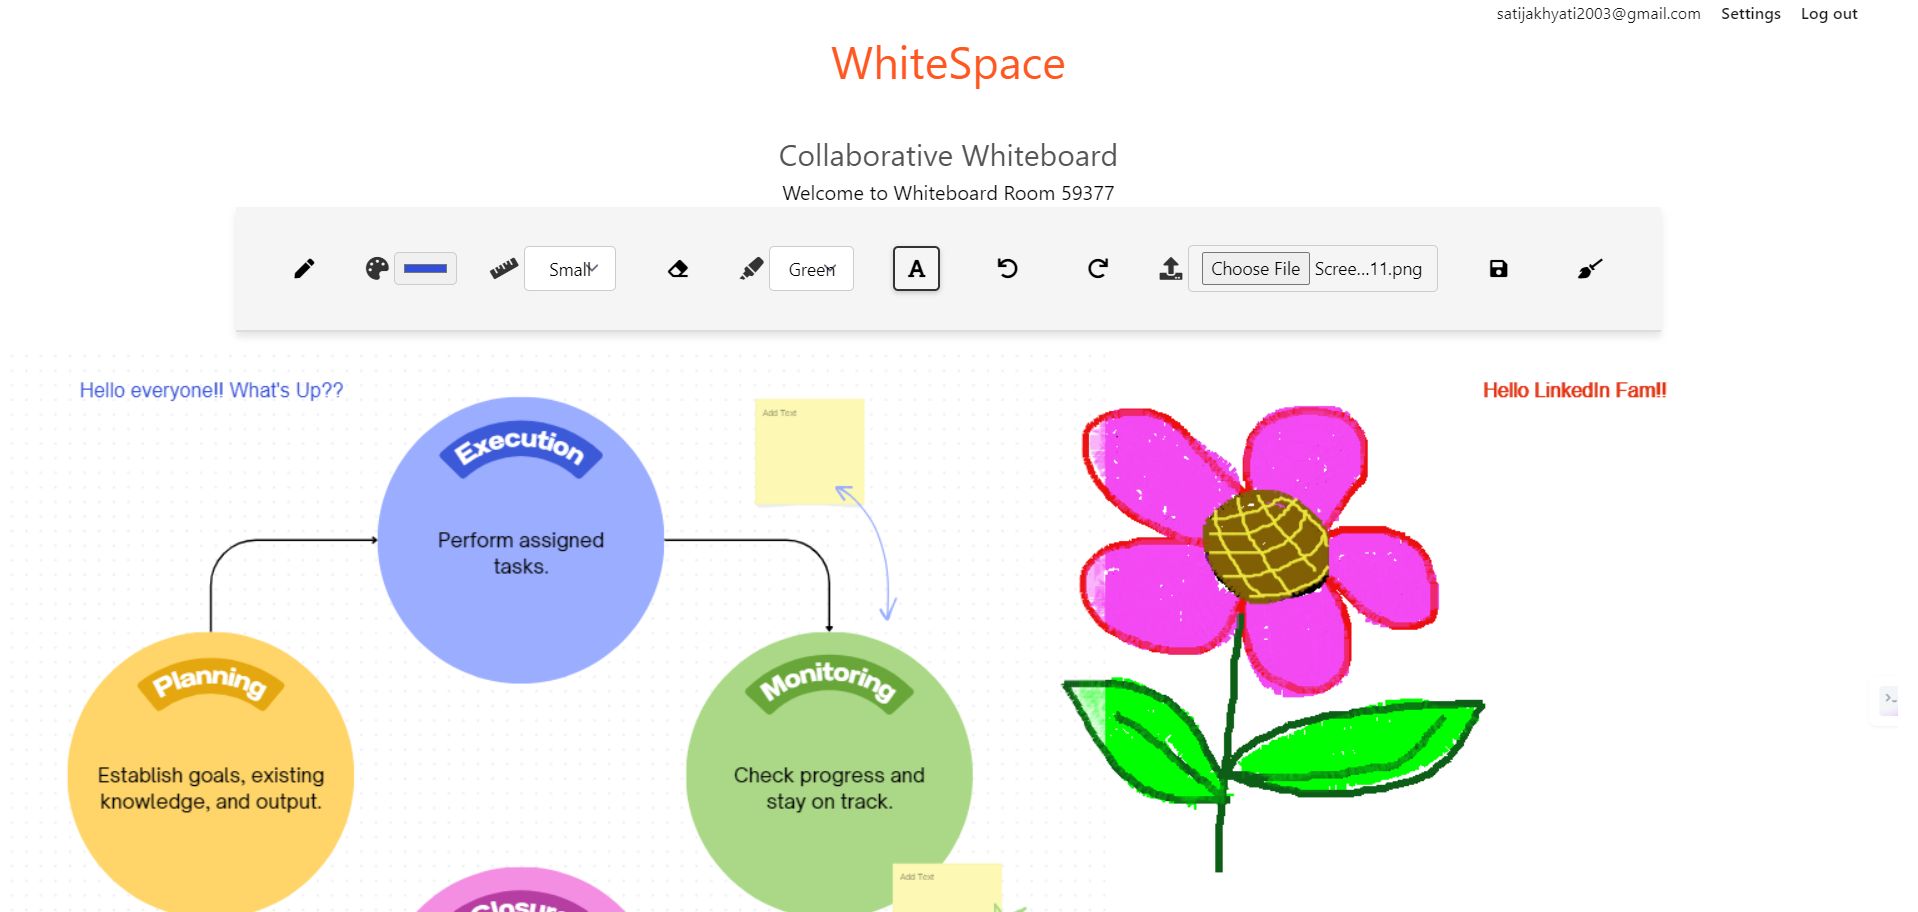 satijakhyati2003@gmail.com Settings Log out
WhiteSpace
Collaborative Whiteboard
Welcome to Whiteboard Room 59377
Small Green A Choose File Scree...11.png
Hello everyone!! What's Up??
Hello LinkedIn Fam!!
Execution
Perform assigned
tasks.
Add Text
Planning
Establish goals, existing
knowledge, and output.
Monitoring
Check progress and
stay on track.
Add Text